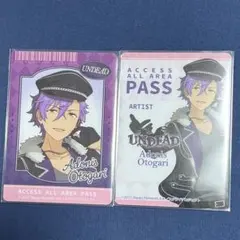 UNDEAD
Adonis
Otogari
ACCESS ALL AREA PASS
ACCESS
ALL AREA
PASS
ARTIST
UNDEAD
Adonis
Otogari